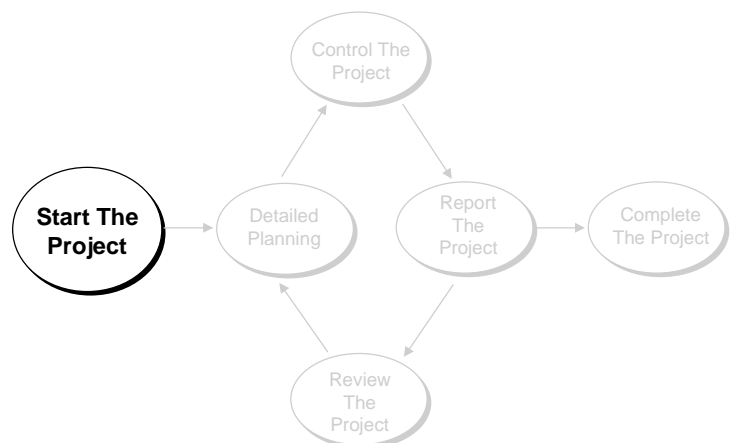 Control The
Project
Start The
Project
Detailed
Planning
Report
The
Project
Complete
The Project
Review
The
Project